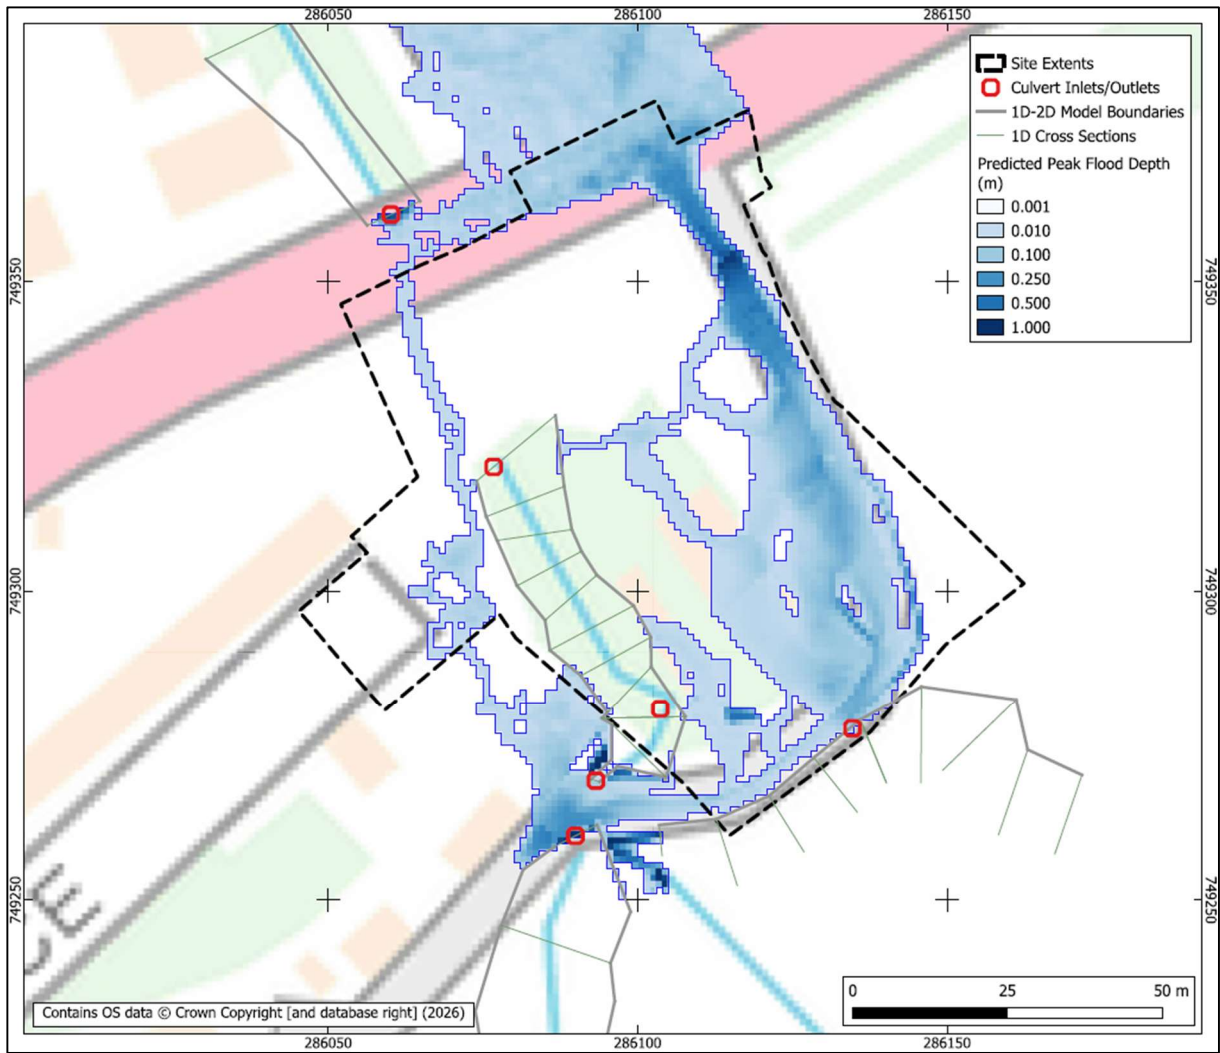 286050
286100
286150
Site Extents
Culvert Inlets/Outlets
1D-2D Model Boundaries
1D Cross Sections
Predicted Peak Flood Depth
(m)
0.001
0.010
0.100
0.250
0.500
1.000
749350
749350
749300
749300
749250
749250
CE
0 25 50 m
Contains OS data © Crown Copyright [and database right] (2026)
286050
286100
286150